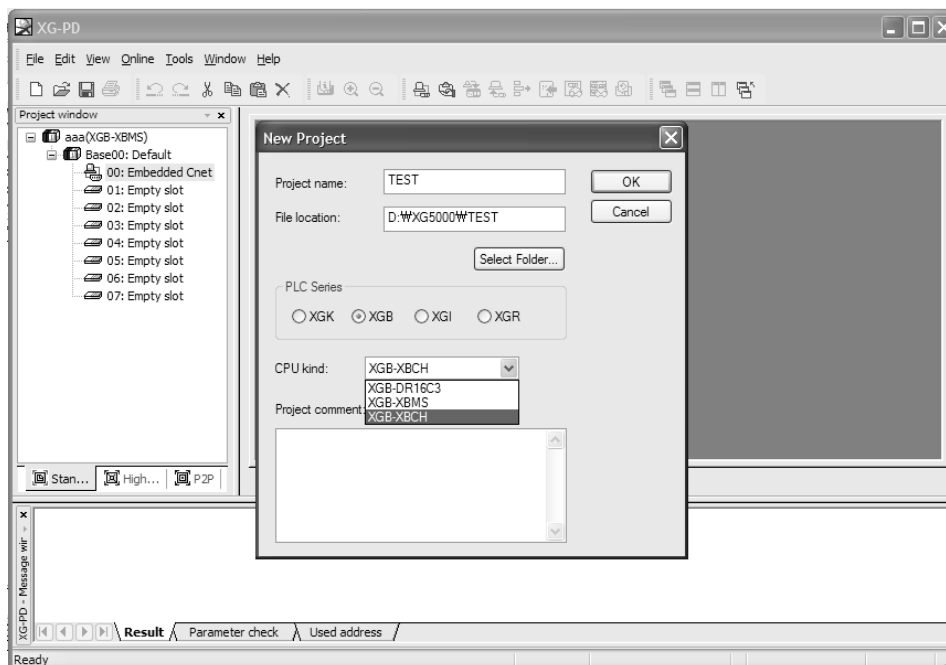 XG-PD
File Edit View Online Tools Window Help
Project window
aaa(XGB-XBMS)
Base00: Default
00: Embedded Cnet
01: Empty slot
02: Empty slot
03: Empty slot
04: Empty slot
05: Empty slot
06: Empty slot
07: Empty slot
Stan... High... P2P
New Project
Project name: TEST
OK
File location: D:₩XG5000₩TEST
Cancel
Select Folder...
PLC Series
XGK XGB XGI XGR
CPU kind: XGB-XBCH
XGB-DR16C3
XGB-XBMS
XGB-XBCH
Project comment:
XG-PD - Message wir
Result Parameter check Used address
Ready